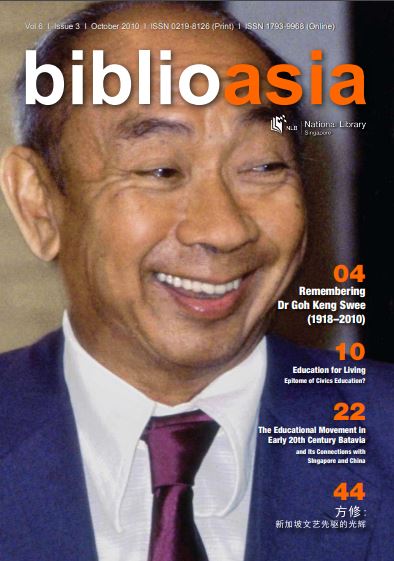 Vol 6 I Issue 3 I October 2010 I ISSN 0219-8126 (Print) I ISSN 1793-9968 (Online)
biblioasia
NLB National Library
Singapore
04
Remembering
Dr Goh Keng Swee
(1918–2010)
10
Education for Living
Epitome of Civics Education?
22
The Educational Movement in
Early 20th Century Batavia
and Its Connections with
Singapore and China
44
方修:
新加坡文艺先驱的光辉